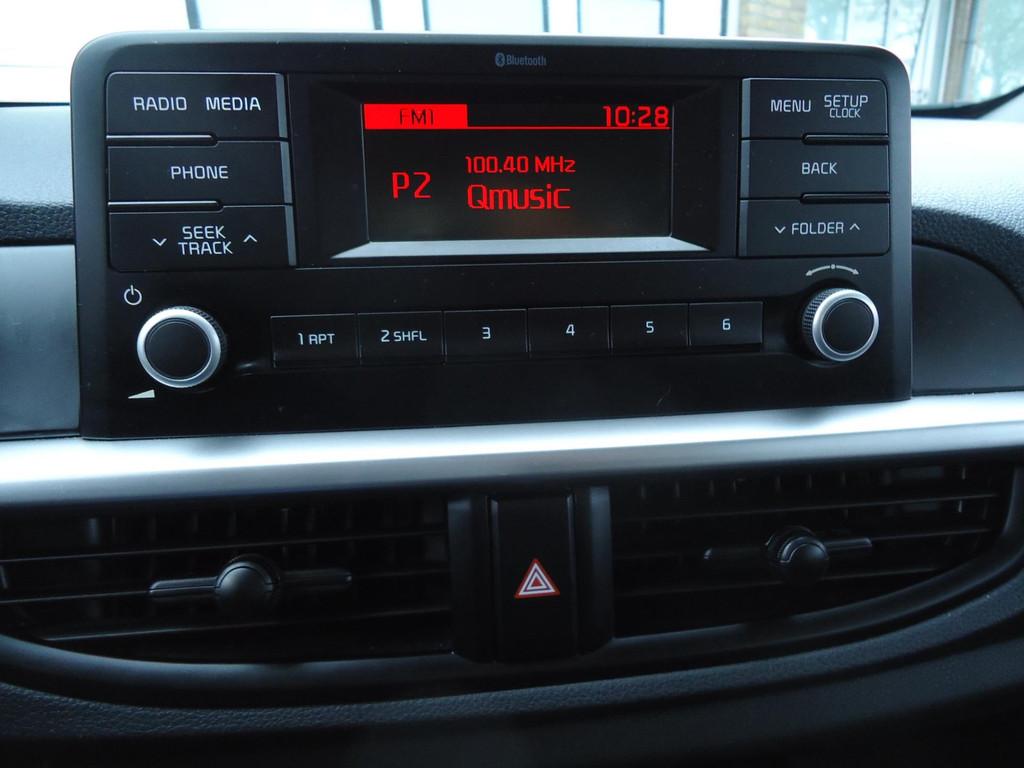 Bluetooth
RADIO MEDIA
PHONE
SEEK
TRACK
FM1 10:28
100.40 MHz
P2
Qmusic
MENU SETUP
CLOCK
BACK
FOLDER
1 RPT 2 SHFL 3 4 5 6